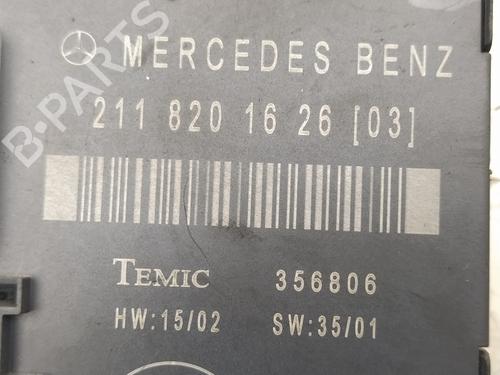 MERCEDES BENZ
211 820 16 26 [03]
TEMIC 356806
HW:15/02 SW:35/01
B-PARTS